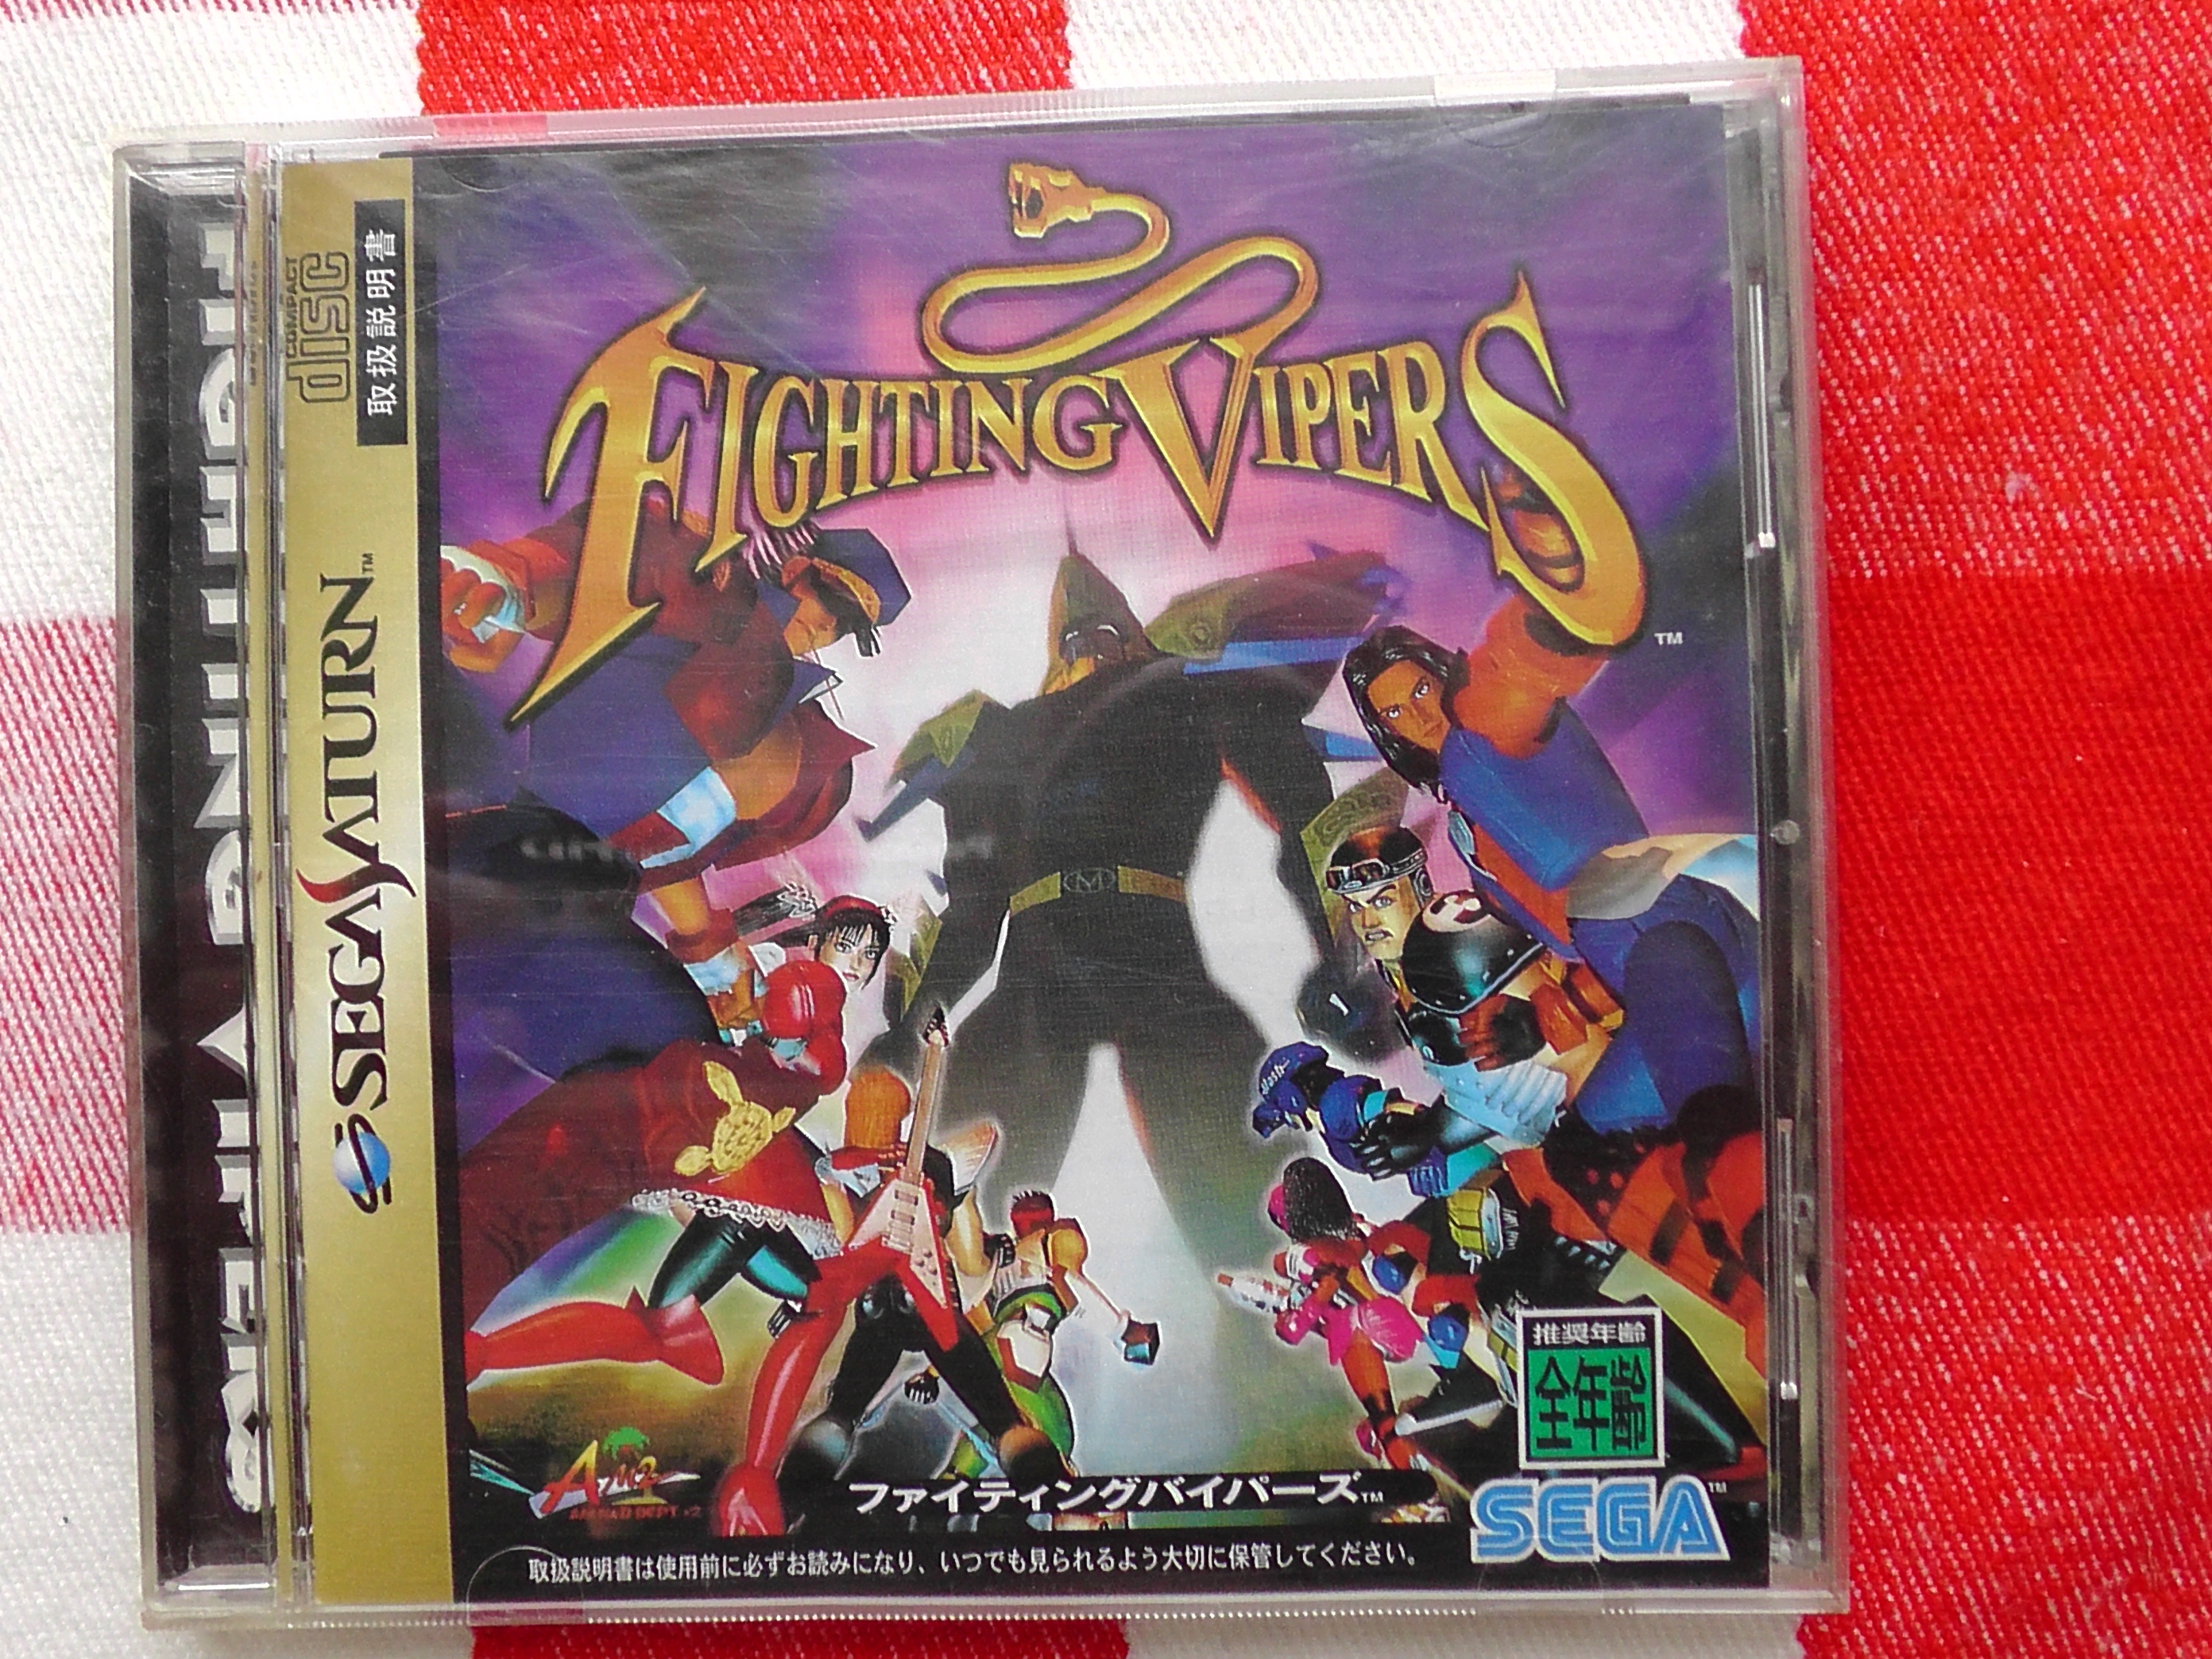 FIGHTING VIPERS
COMPACT
disc
取扱説明書
FIGHTING VIPERS
TM
SEGA SATURN TM
M
推奨年齢
全年齢
AM2
ファイティングバイパーズTM
SEGA TM
取扱説明書は使用前に必ずお読みになり、いつでも見られるよう大切に保管してください。